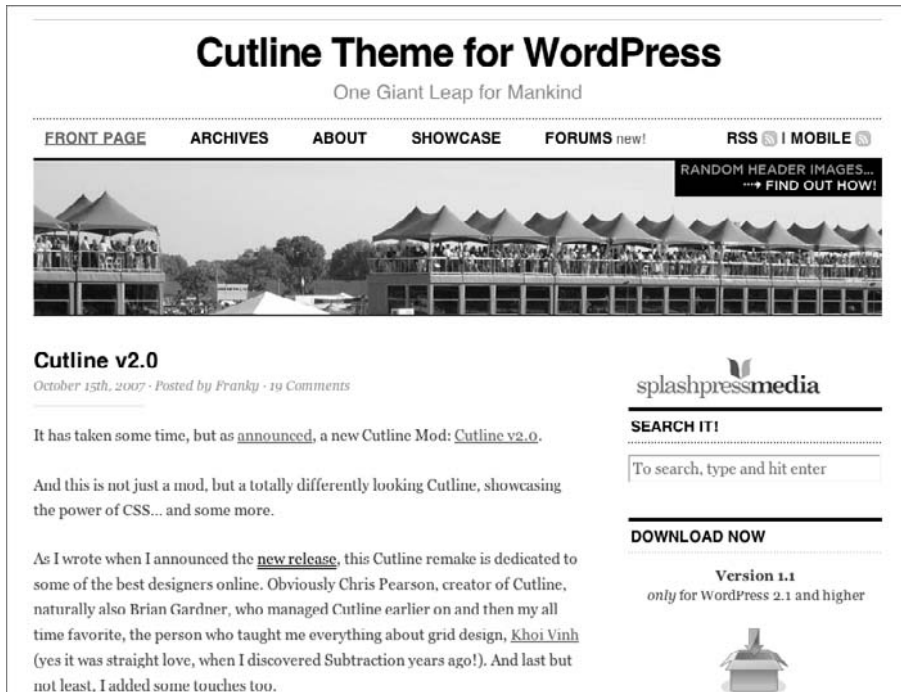 Cutline Theme for WordPress
One Giant Leap for Mankind
FRONT PAGE ARCHIVES ABOUT SHOWCASE FORUMS new! RSS | MOBILE
RANDOM HEADER IMAGES...
FIND OUT HOW!
Cutline v2.0
October 15th, 2007 · Posted by Franky · 19 Comments
It has taken some time, but as announced, a new Cutline Mod: Cutline v2.0.
And this is not just a mod, but a totally differently looking Cutline, showcasing
the power of CSS... and some more.
As I wrote when I announced the new release, this Cutline remake is dedicated to
some of the best designers online. Obviously Chris Pearson, creator of Cutline,
naturally also Brian Gardner, who managed Cutline earlier on and then my all
time favorite, the person who taught me everything about grid design, Khoi Vinh
(yes it was straight love, when I discovered Subtraction years ago!). And last but
not least, I added some touches too.
splashpressmedia
SEARCH IT!
To search, type and hit enter
DOWNLOAD NOW
Version 1.1
only for WordPress 2.1 and higher